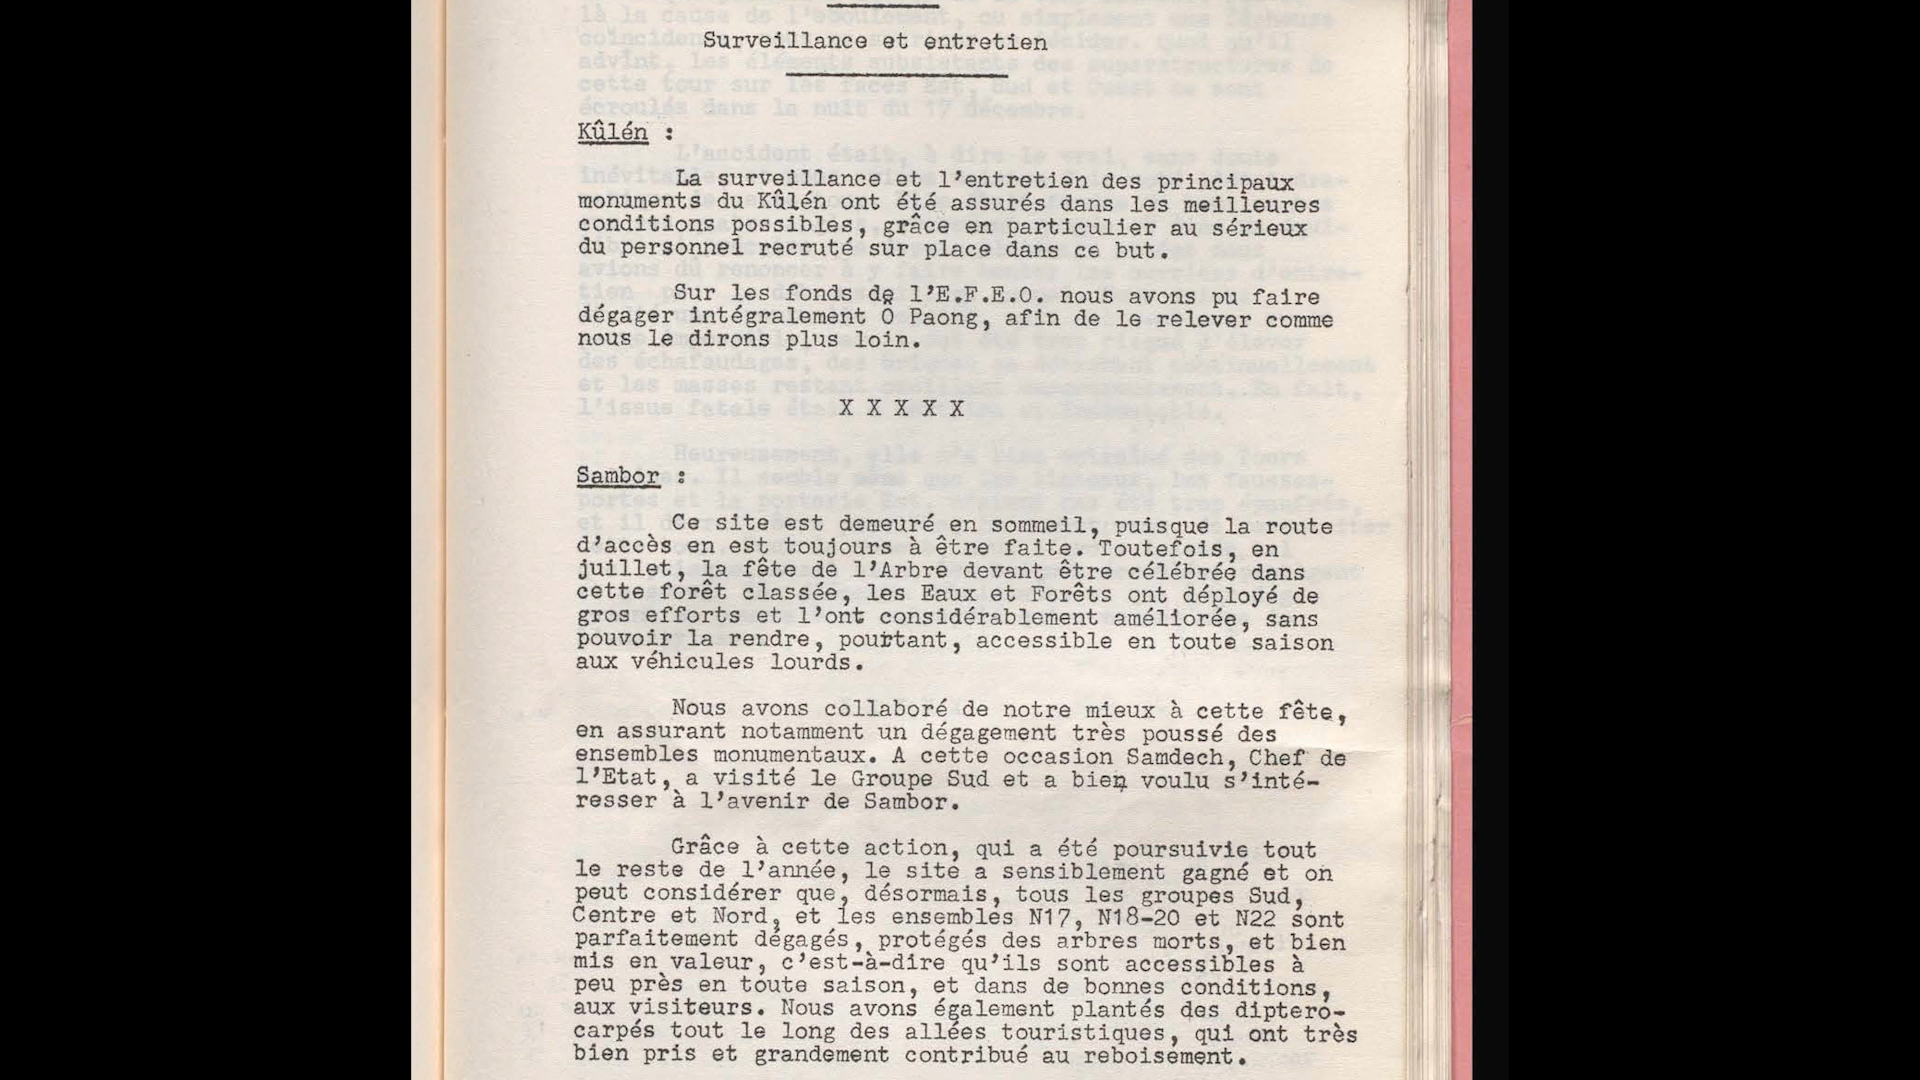 Surveillance et entretien
Kûlén :
La surveillance et l'entretien des principaux
monuments du Kûlén ont été assurés dans les meilleures
conditions possibles, grâce en particulier au sérieux
du personnel recruté sur place dans ce but.
Sur les fonds de l'E.F.E.O. nous avons pu faire
dégager intégralement O Paong, afin de le relever comme
nous le dirons plus loin.
X X X X X
Sambor :
Ce site est demeuré en sommeil, puisque la route
d'accès en est toujours à être faite. Toutefois, en
juillet, la fête de l'Arbre devant être célébrée dans
cette forêt classée, les Eaux et Forêts ont déployé de
gros efforts et l'ont considérablement améliorée, sans
pouvoir la rendre, pourtant, accessible en toute saison
aux véhicules lourds.
Nous avons collaboré de notre mieux à cette fête,
en assurant notamment un dégagement très poussé des
ensembles monumentaux. A cette occasion Samdech, Chef de
l'Etat, a visité le Groupe Sud et a bien voulu s'inté-
resser à l'avenir de Sambor.
Grâce à cette action, qui a été poursuivie tout
le reste de l'année, le site a sensiblement gagné et on
peut considérer que, désormais, tous les groupes Sud,
Centre et Nord, et les ensembles N17, N18-20 et N22 sont
parfaitement dégagés, protégés des arbres morts, et bien
mis en valeur, c'est-à-dire qu'ils sont accessibles à
peu près en toute saison, et dans de bonnes conditions,
aux visiteurs. Nous avons également plantés des diptero-
carpés tout le long des allées touristiques, qui ont très
bien pris et grandement contribué au reboisement.